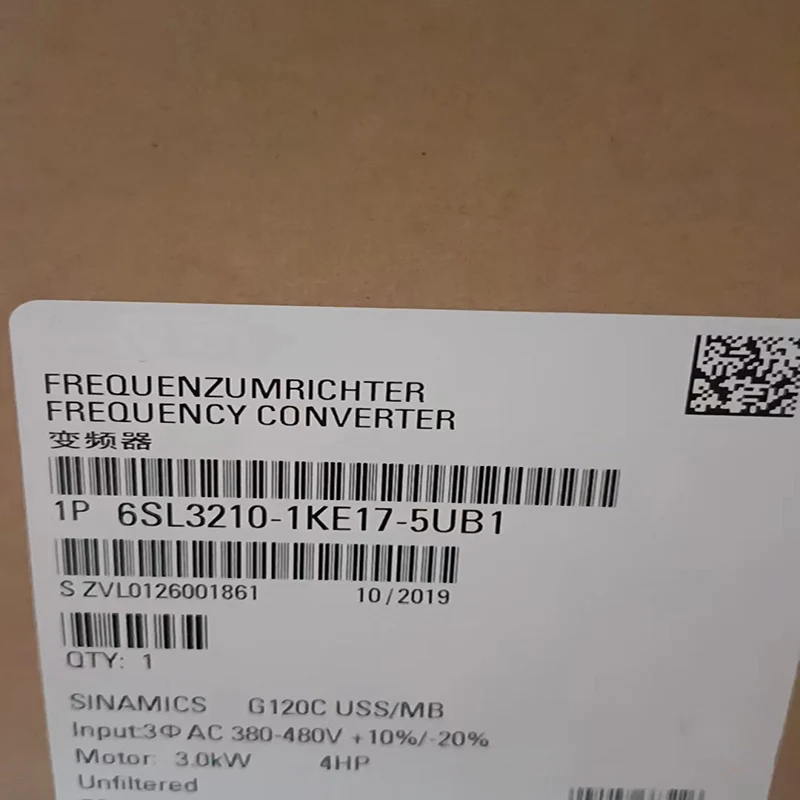 FREQUENZUMRICHTER
FREQUENCY CONVERTER
变频器
1P 6SL3210-1KE17-5UB1
S ZVL0126001861 10/2019
QTY: 1
SINAMICS G120C USS/MB
Input:3Φ AC 380-480V +10%/-20%
Motor: 3.0kW 4HP
Unfiltered